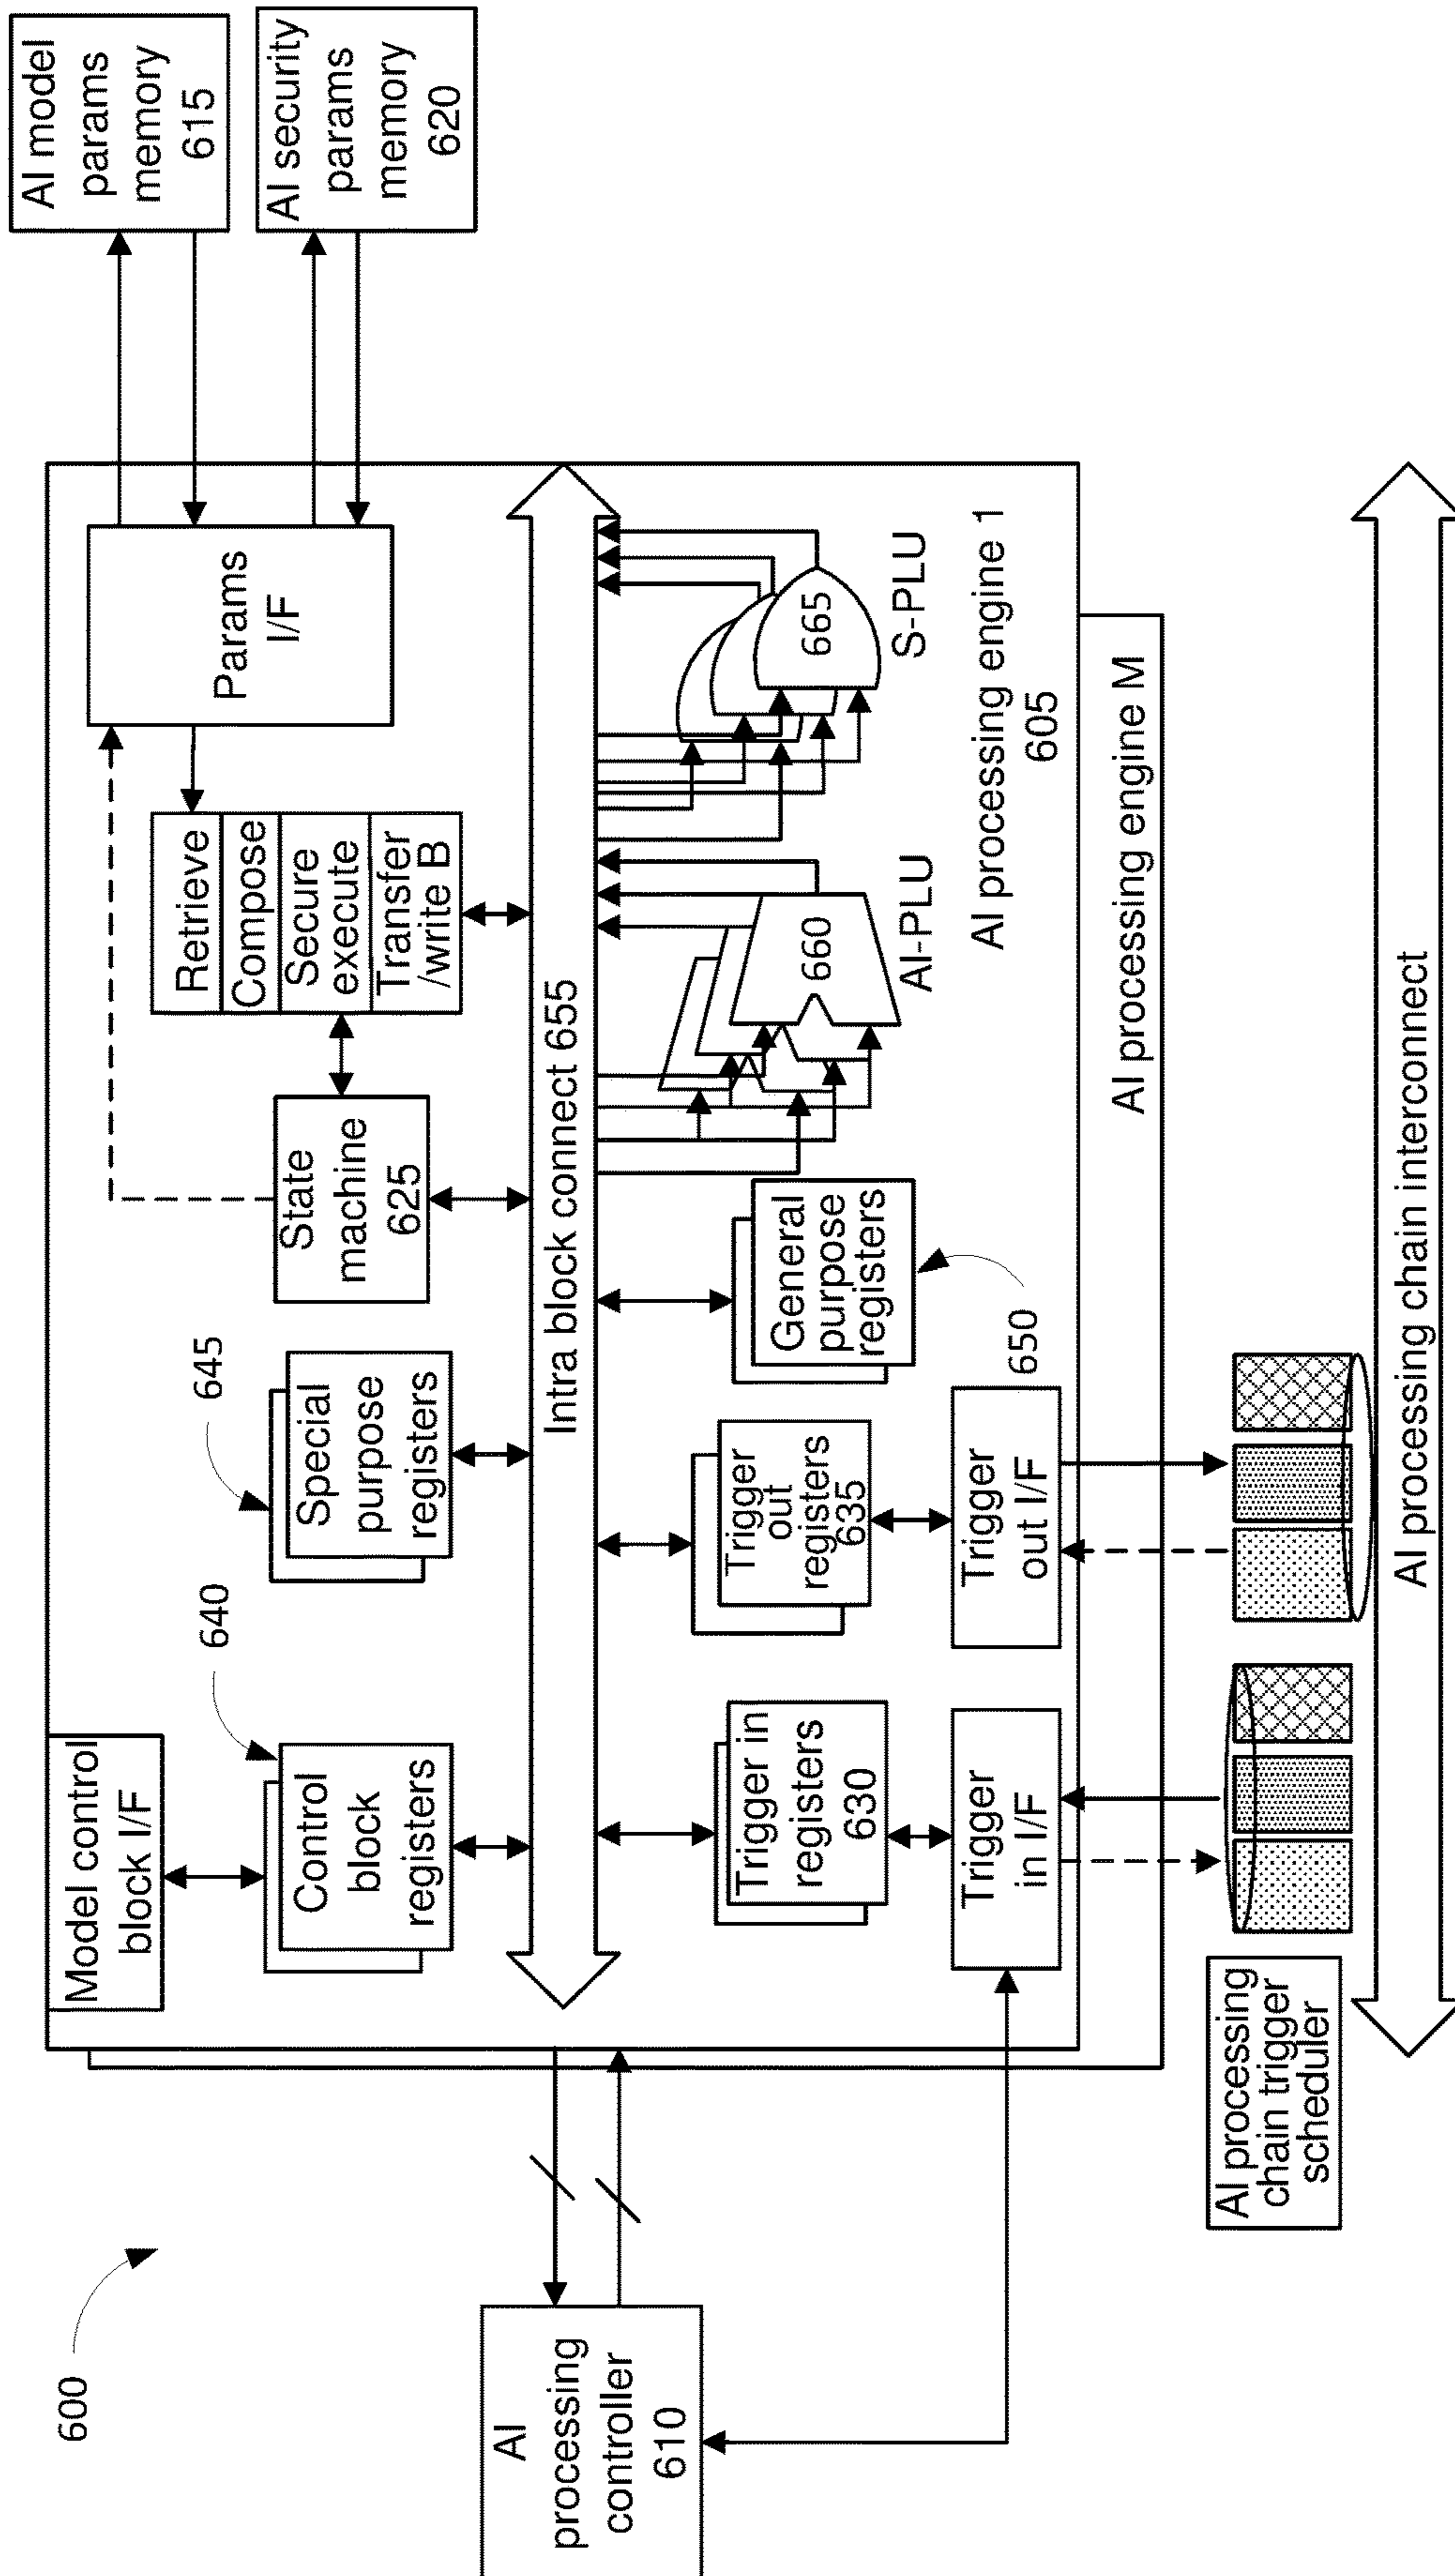 600
AI
processing
controller
610
Model control
block I/F
640
Control
block
registers
645
Special
purpose
registers
State
machine
625
Retrieve
Compose
Secure
execute
Transfer
/write B
Params
I/F
AI model
params
memory
615
AI security
params
memory
620
Intra block connect 655
Trigger in
registers
630
Trigger
out
registers
635
General
purpose
registers
650
660
AI-PLU
665
S-PLU
Trigger
in I/F
Trigger
out I/F
AI processing engine 1
605
AI processing engine M
AI processing
chain trigger
scheduler
AI processing chain interconnect